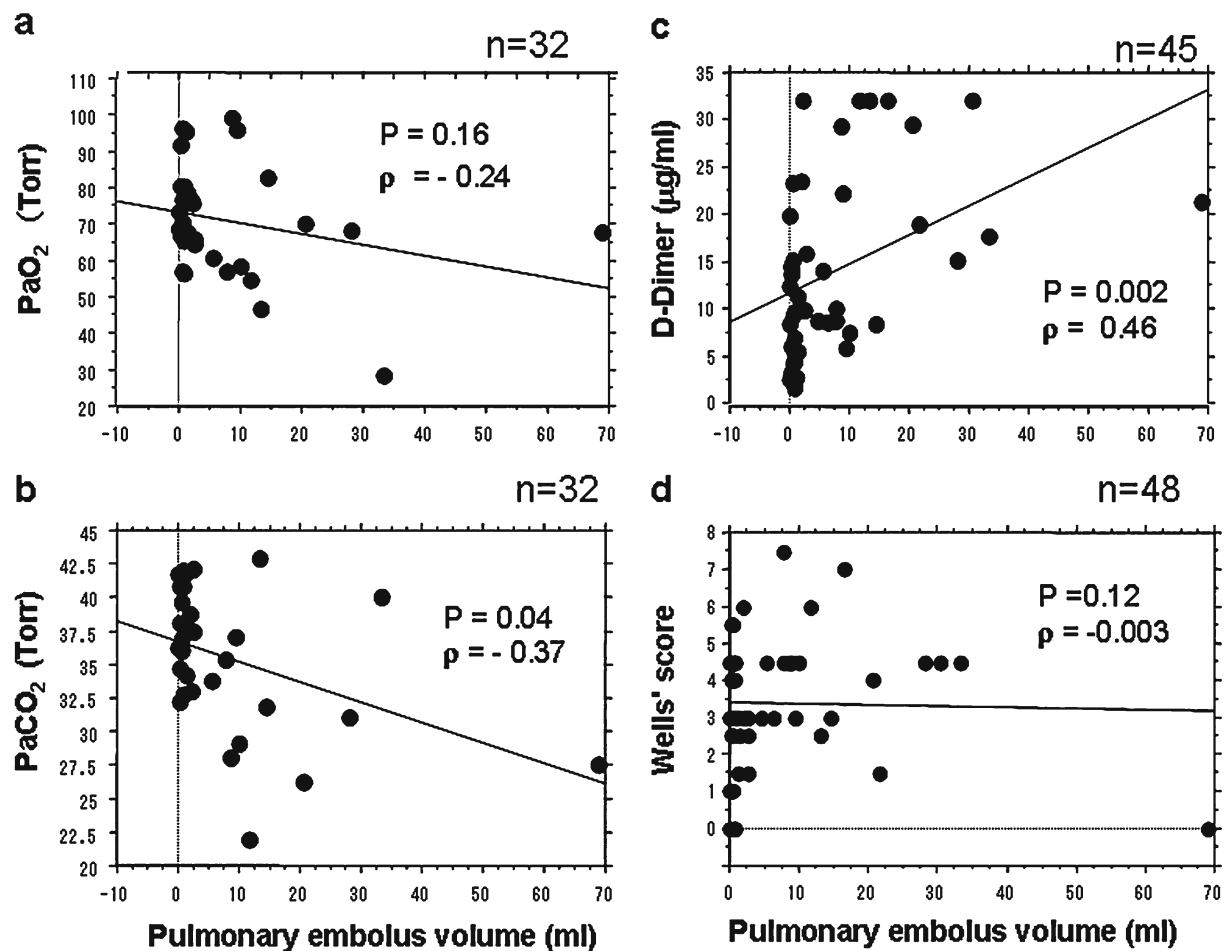 a
n=32
PaO2 (Torr)
110
100
90
80
70
60
50
40
30
20
P = 0.16
ρ = - 0.24
-10 0 10 20 30 40 50 60 70
b
n=32
PaCO2 (Torr)
45
42.5
40
37.5
35
32.5
30
27.5
25
22.5
20
P = 0.04
ρ = - 0.37
-10 0 10 20 30 40 50 60 70
Pulmonary embolus volume (ml)
c
n=45
D-Dimer (μg/ml)
35
30
25
20
15
10
5
0
P = 0.002
ρ = 0.46
-10 0 10 20 30 40 50 60 70
d
n=48
Wells' score
8
7
6
5
4
3
2
1
0
P =0.12
ρ = -0.003
0 10 20 30 40 50 60 70
Pulmonary embolus volume (ml)